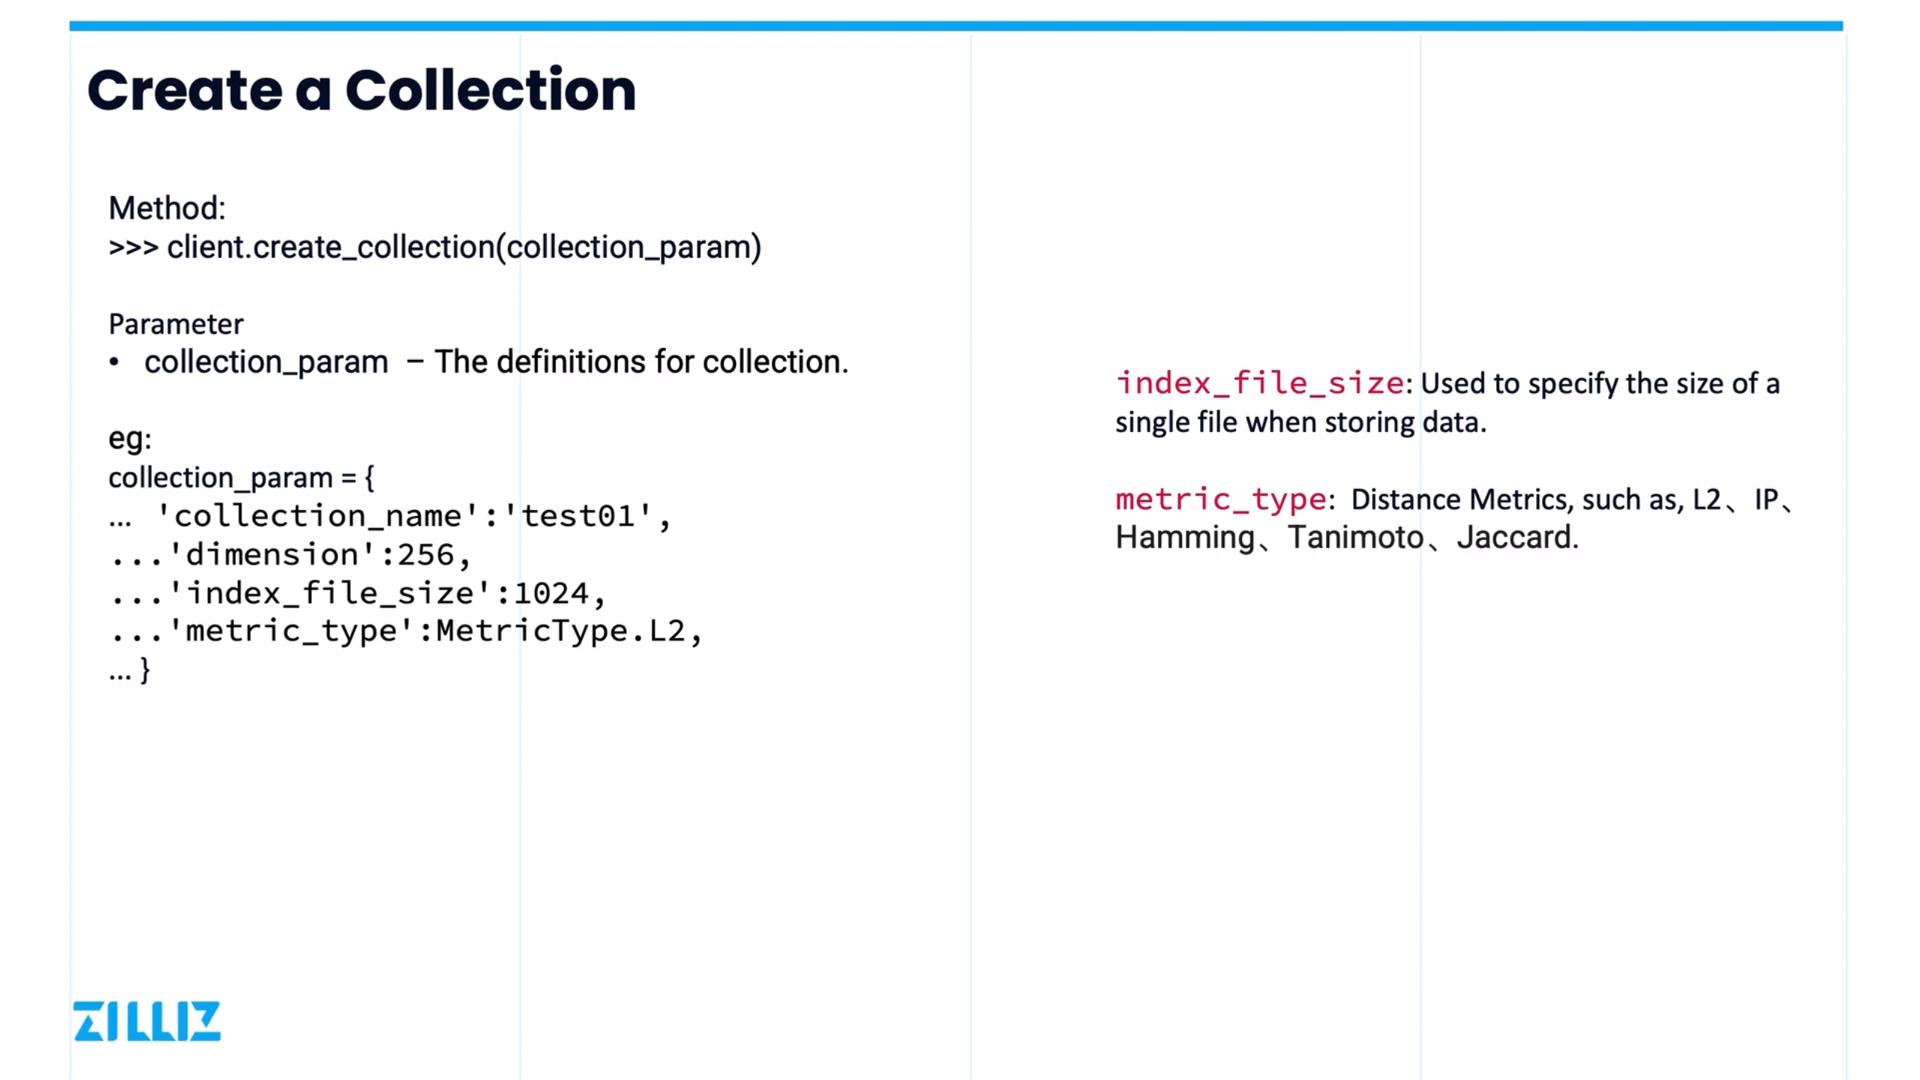 Create a Collection
Method:
>>> client.create_collection(collection_param)
Parameter
• collection_param – The definitions for collection.
eg:
collection_param = {
... 'collection_name':'test01',
...'dimension':256,
...'index_file_size':1024,
...'metric_type':MetricType.L2,
... }
index_file_size: Used to specify the size of a
single file when storing data.
metric_type: Distance Metrics, such as, L2、IP、
Hamming、Tanimoto、Jaccard.
ZILLIZ